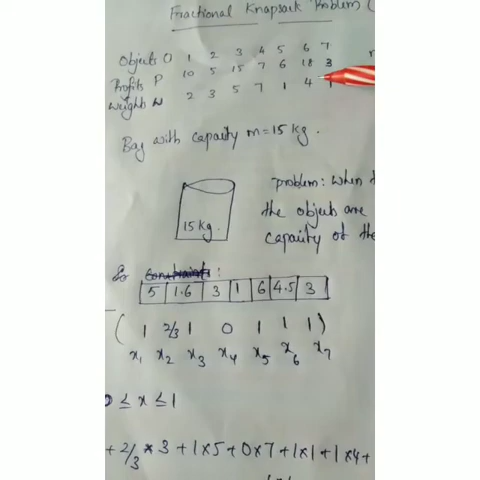 Fractional Knapsack Problem (
Objects O 1 2 3 4 5 6 7
Profits P 10 5 15 7 6 18 3
Weights W 2 3 5 7 1 4 1
Bag with capacity m=15 kg.
problem: When
15 kg.
the objects are
capaity of the
So constraint:
5 1.6 3 1 6 4.5 3
( 1 2/3 1 0 1 1 1)
x₁ x₂ x₃ x₄ x₅ x₆ x₇
0 ≤ x ≤ 1
+ 2/3 * 3 + 1×5 + 0×7 + 1×1 + 1×4 +